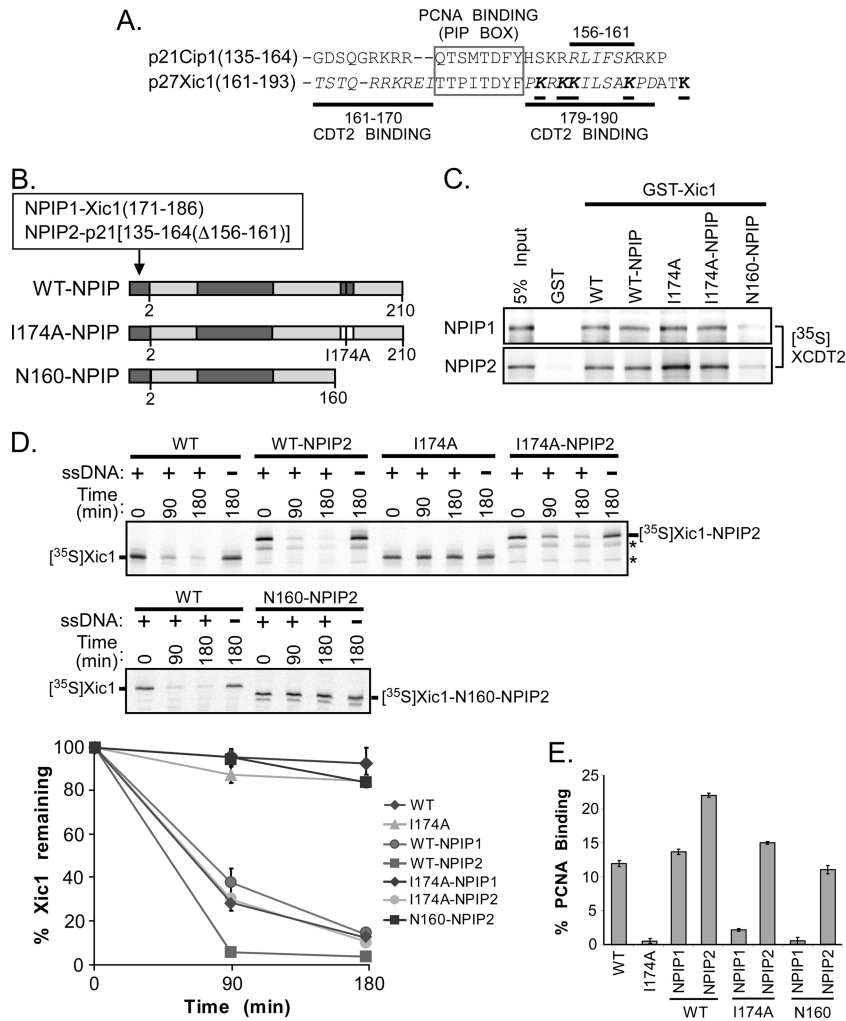 A.
PCNA BINDING
(PIP BOX)
156-161
p21Cip1(135-164) -GDSQGRKRR--QTSMTDFYHSKRRLIFSKRKP
p27Xic1(161-193) -TSTQ-RRKREITTPITDYFPKRKKILSAKPDATK
161-170
CDT2 BINDING
179-190
CDT2 BINDING
B.
NPIP1-Xic1(171-186)
NPIP2-p21[135-164(Δ156-161)]
WT-NPIP
2 210
I174A-NPIP
2 I174A 210
N160-NPIP
2 160
C.
GST-Xic1
5% Input GST WT WT-NPIP I174A I174A-NPIP N160-NPIP
NPIP1
NPIP2
[35S]
XCDT2
D.
WT WT-NPIP2 I174A I174A-NPIP2
ssDNA: + + + - + + + - + + + - + + + -
Time
(min): 0 90 180 180 0 90 180 180 0 90 180 180 0 90 180 180
[35S]Xic1
[35S]Xic1-NPIP2
*
*
WT N160-NPIP2
ssDNA: + + + - + + + -
Time
(min): 0 90 180 180 0 90 180 180
[35S]Xic1
[35S]Xic1-N160-NPIP2
% Xic1 remaining
100
80
60
40
20
0
0 90 180
Time (min)
WT
I174A
WT-NPIP1
WT-NPIP2
I174A-NPIP1
I174A-NPIP2
N160-NPIP2
E.
% PCNA Binding
25
20
15
10
5
0
WT I174A NPIP1 NPIP2 NPIP1 NPIP2 NPIP1 NPIP2
WT I174A N160